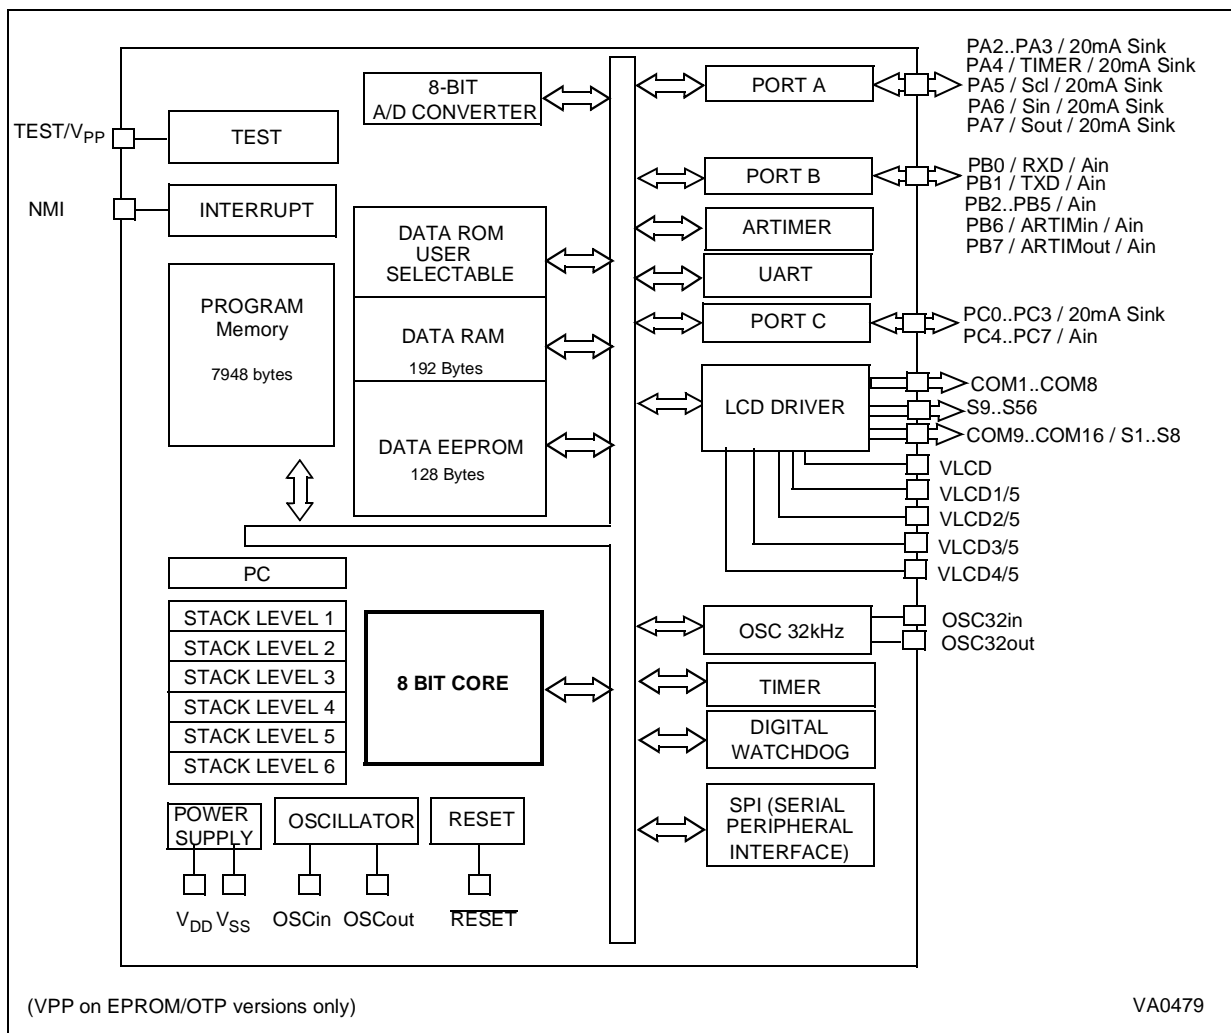 8-BIT
A/D CONVERTER
PORT A
PA2..PA3 / 20mA Sink
PA4 / TIMER / 20mA Sink
PA5 / Scl / 20mA Sink
PA6 / Sin / 20mA Sink
PA7 / Sout / 20mA Sink
TEST/VPP
TEST
PORT B
PB0 / RXD / Ain
PB1 / TXD / Ain
PB2..PB5 / Ain
PB6 / ARTIMin / Ain
PB7 / ARTIMout / Ain
NMI
INTERRUPT
DATA ROM
USER
SELECTABLE
ARTIMER
UART
PROGRAM
Memory
7948 bytes
DATA RAM
192 Bytes
PORT C
PC0..PC3 / 20mA Sink
PC4..PC7 / Ain
DATA EEPROM
128 Bytes
LCD DRIVER
COM1..COM8
S9..S56
COM9..COM16 / S1..S8
VLCD
VLCD1/5
VLCD2/5
VLCD3/5
VLCD4/5
PC
STACK LEVEL 1
STACK LEVEL 2
STACK LEVEL 3
STACK LEVEL 4
STACK LEVEL 5
STACK LEVEL 6
8 BIT CORE
OSC 32kHz
OSC32in
OSC32out
TIMER
DIGITAL
WATCHDOG
SPI (SERIAL
PERIPHERAL
INTERFACE)
POWER
SUPPLY
OSCILLATOR
RESET
VDD VSS
OSCin
OSCout
RESET
(VPP on EPROM/OTP versions only)
VA0479